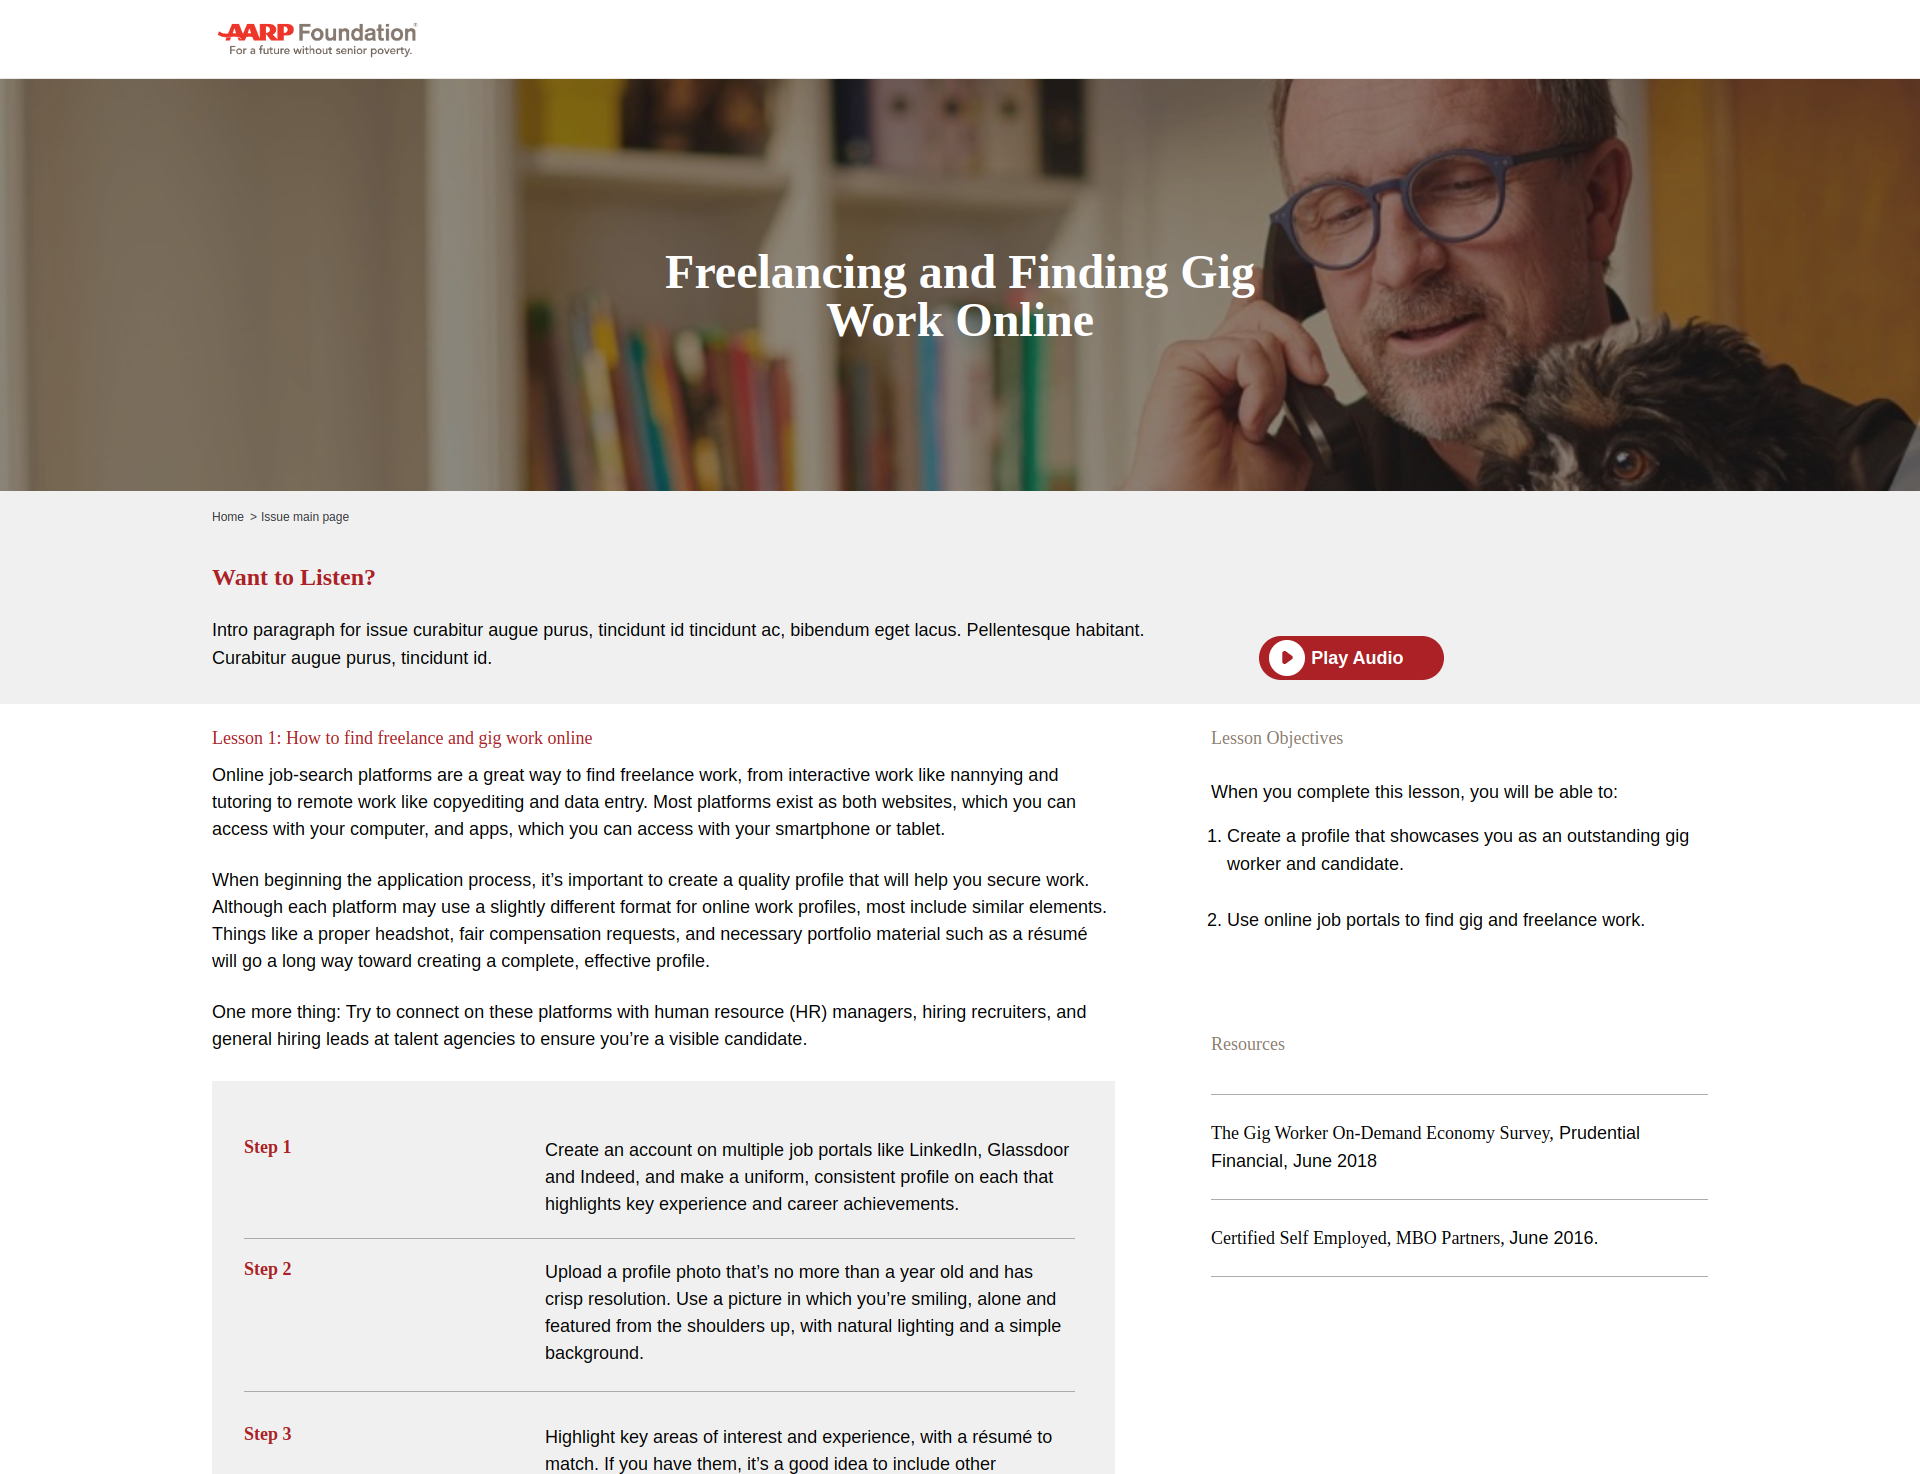 AARP Foundation®
For a future without senior poverty.
Freelancing and Finding Gig
Work Online
Home > Issue main page
Want to Listen?
Intro paragraph for issue curabitur augue purus, tincidunt id tincidunt ac, bibendum eget lacus. Pellentesque habitant.
Curabitur augue purus, tincidunt id.
Play Audio
Lesson 1: How to find freelance and gig work online
Online job-search platforms are a great way to find freelance work, from interactive work like nannying and
tutoring to remote work like copyediting and data entry. Most platforms exist as both websites, which you can
access with your computer, and apps, which you can access with your smartphone or tablet.
When beginning the application process, it’s important to create a quality profile that will help you secure work.
Although each platform may use a slightly different format for online work profiles, most include similar elements.
Things like a proper headshot, fair compensation requests, and necessary portfolio material such as a résumé
will go a long way toward creating a complete, effective profile.
One more thing: Try to connect on these platforms with human resource (HR) managers, hiring recruiters, and
general hiring leads at talent agencies to ensure you’re a visible candidate.
Step 1
Create an account on multiple job portals like LinkedIn, Glassdoor
and Indeed, and make a uniform, consistent profile on each that
highlights key experience and career achievements.
Step 2
Upload a profile photo that’s no more than a year old and has
crisp resolution. Use a picture in which you’re smiling, alone and
featured from the shoulders up, with natural lighting and a simple
background.
Step 3
Highlight key areas of interest and experience, with a résumé to
match. If you have them, it’s a good idea to include other
Lesson Objectives
When you complete this lesson, you will be able to:
1. Create a profile that showcases you as an outstanding gig
worker and candidate.
2. Use online job portals to find gig and freelance work.
Resources
The Gig Worker On-Demand Economy Survey, Prudential
Financial, June 2018
Certified Self Employed, MBO Partners, June 2016.